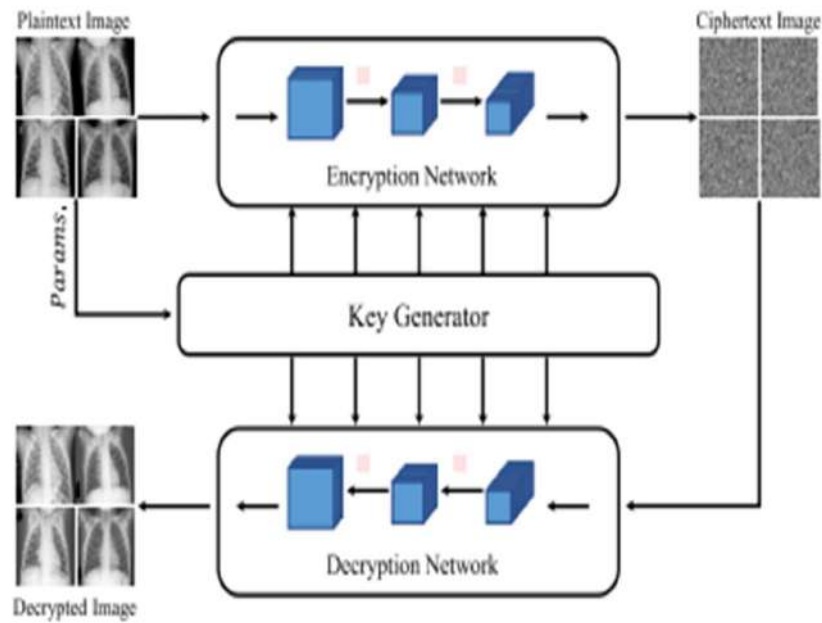 Plaintext Image
Ciphertext Image
Encryption Network
Params,
Key Generator
Decryption Network
Decrypted Image